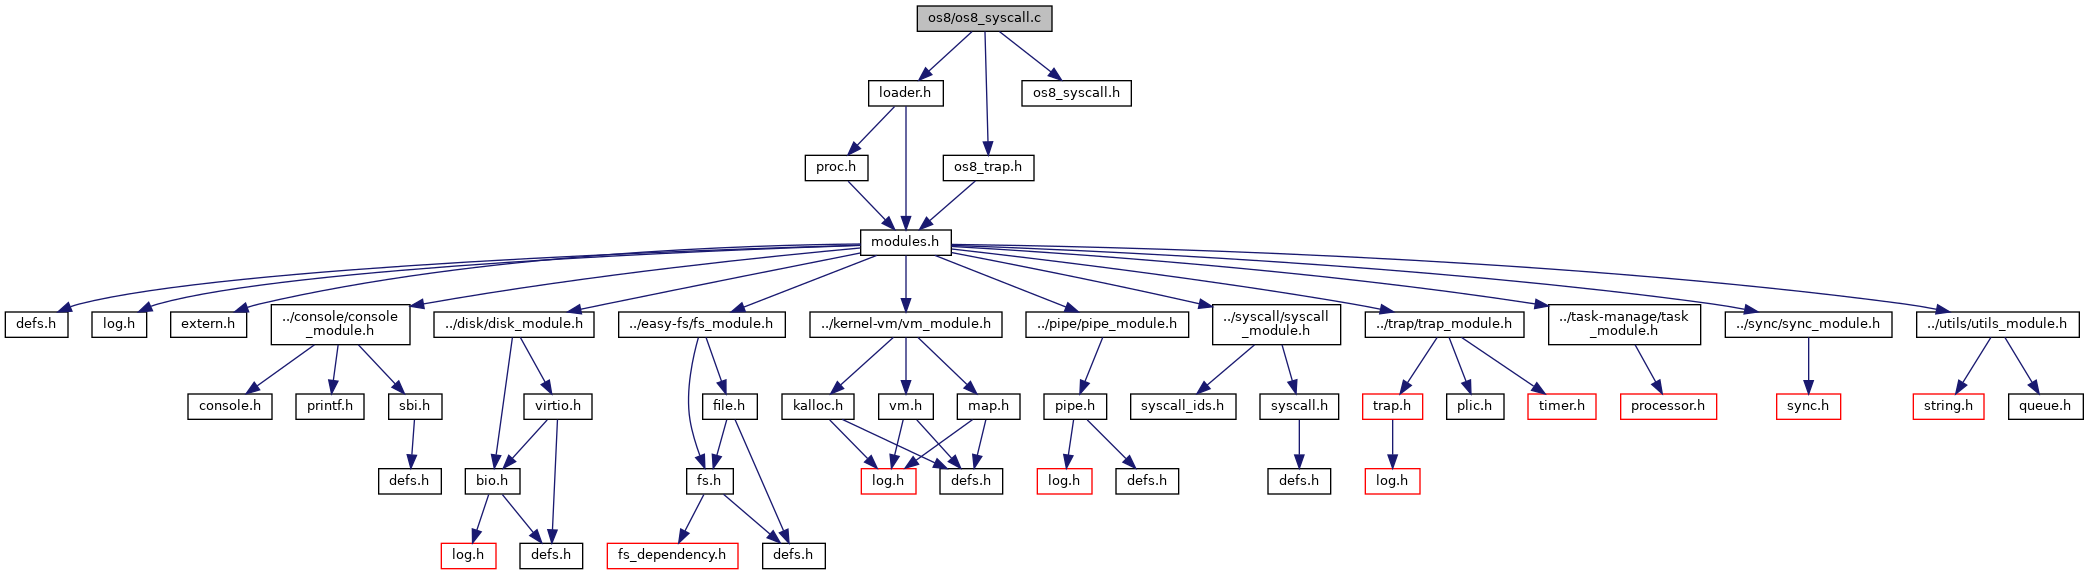 os8/os8_syscall.c
loader.h
os8_syscall.h
proc.h
os8_trap.h
modules.h
defs.h
log.h
extern.h
../console/console
_module.h
../disk/disk_module.h
../easy-fs/fs_module.h
../kernel-vm/vm_module.h
../pipe/pipe_module.h
../syscall/syscall
_module.h
../trap/trap_module.h
../task-manage/task
_module.h
../sync/sync_module.h
../utils/utils_module.h
console.h
printf.h
sbi.h
virtio.h
file.h
kalloc.h
vm.h
map.h
pipe.h
syscall_ids.h
syscall.h
trap.h
plic.h
timer.h
processor.h
sync.h
string.h
queue.h
defs.h
bio.h
fs.h
log.h
defs.h
log.h
defs.h
defs.h
log.h
log.h
defs.h
fs_dependency.h
defs.h